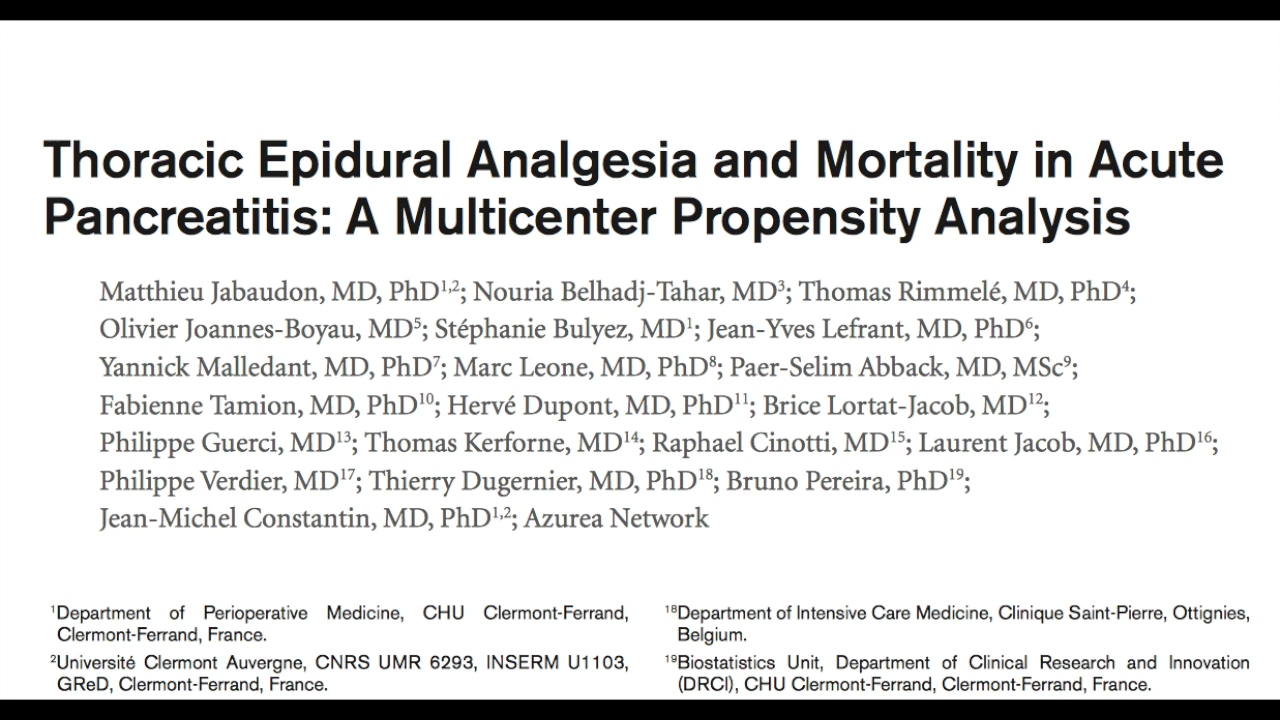 Thoracic Epidural Analgesia and Mortality in Acute
Pancreatitis: A Multicenter Propensity Analysis
Matthieu Jabaudon, MD, PhD¹,²; Nouria Belhadj-Tahar, MD³; Thomas Rimmelé, MD, PhD⁴;
Olivier Joannes-Boyau, MD⁵; Stéphanie Bulyez, MD¹; Jean-Yves Lefrant, MD, PhD⁶;
Yannick Malledant, MD, PhD⁷; Marc Leone, MD, PhD⁸; Paer-Selim Abback, MD, MSc⁹;
Fabienne Tamion, MD, PhD¹⁰; Hervé Dupont, MD, PhD¹¹; Brice Lortat-Jacob, MD¹²;
Philippe Guerci, MD¹³; Thomas Kerforne, MD¹⁴; Raphael Cinotti, MD¹⁵; Laurent Jacob, MD, PhD¹⁶;
Philippe Verdier, MD¹⁷; Thierry Dugernier, MD, PhD¹⁸; Bruno Pereira, PhD¹⁹;
Jean-Michel Constantin, MD, PhD¹,²; Azurea Network
¹Department of Perioperative Medicine, CHU Clermont-Ferrand,
Clermont-Ferrand, France.
²Université Clermont Auvergne, CNRS UMR 6293, INSERM U1103,
GReD, Clermont-Ferrand, France.
¹⁸Department of Intensive Care Medicine, Clinique Saint-Pierre, Ottignies,
Belgium.
¹⁹Biostatistics Unit, Department of Clinical Research and Innovation
(DRCI), CHU Clermont-Ferrand, Clermont-Ferrand, France.